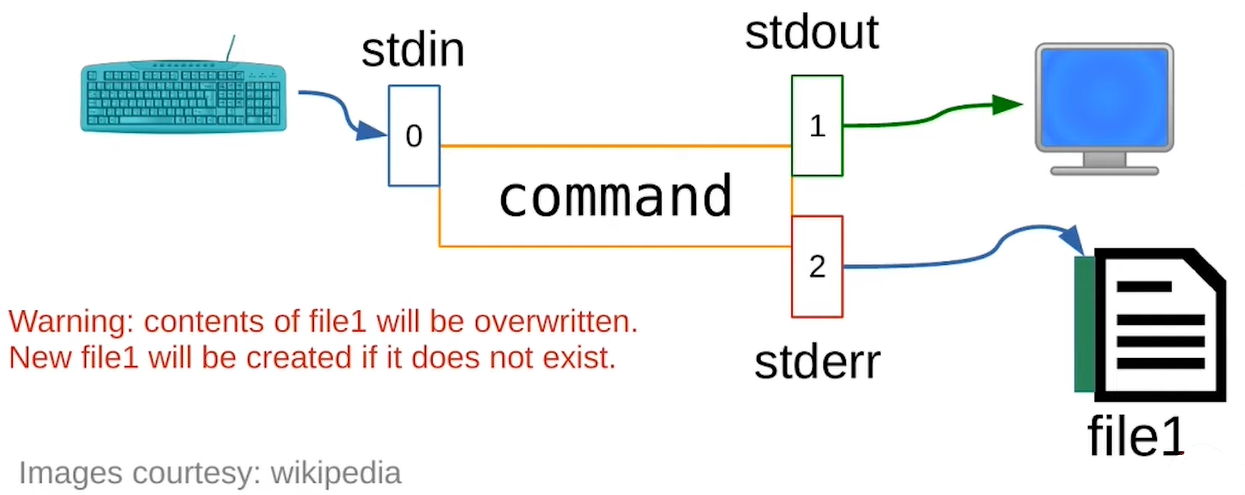 stdin
stdout
0
1
command
2
Warning: contents of file1 will be overwritten.
New file1 will be created if it does not exist.
stderr
file1
Images courtesy: wikipedia